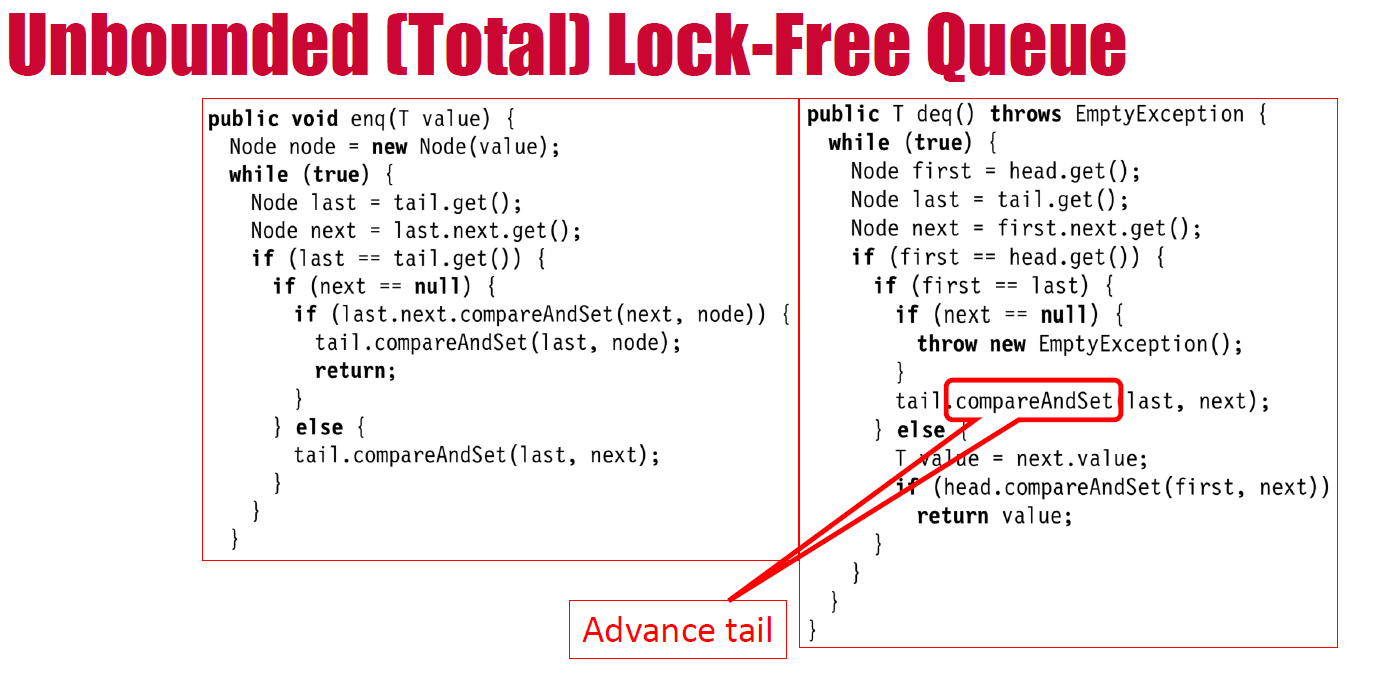 Unbounded (Total) Lock-Free Queue
public void enq(T value) {
Node node = new Node(value);
while (true) {
Node last = tail.get();
Node next = last.next.get();
if (last == tail.get()) {
if (next == null) {
if (last.next.compareAndSet(next, node)) {
tail.compareAndSet(last, node);
return;
}
} else {
tail.compareAndSet(last, next);
}
}
}
public T deq() throws EmptyException {
while (true) {
Node first = head.get();
Node last = tail.get();
Node next = first.next.get();
if (first == head.get()) {
if (first == last) {
if (next == null) {
throw new EmptyException();
}
tail.compareAndSet(last, next);
} else {
T value = next.value;
if (head.compareAndSet(first, next))
return value;
}
}
}
}
Advance tail